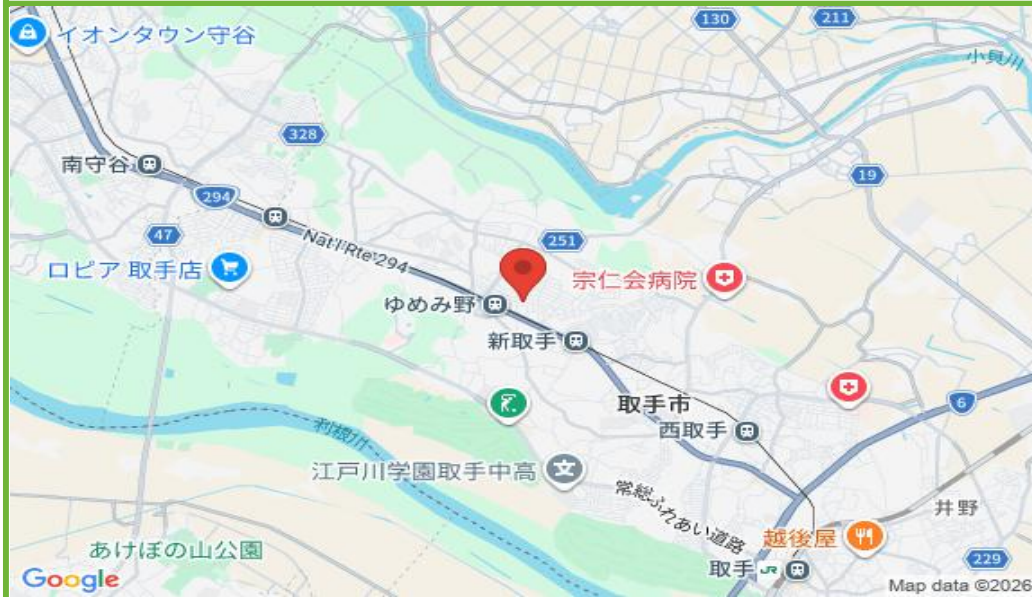 130
211
イオンタウン守谷
小貝川
328
南守谷
19
294
47
251
Nat'l Rte 294
ロピア 取手店
宗仁会病院
ゆめみ野
新取手
取手市
6
西取手
利根川
江戸川学園取手中高
常総ふれあい道路
井野
越後屋
あけぼの山公園
229
取手 JR
Google
Map data ©2026